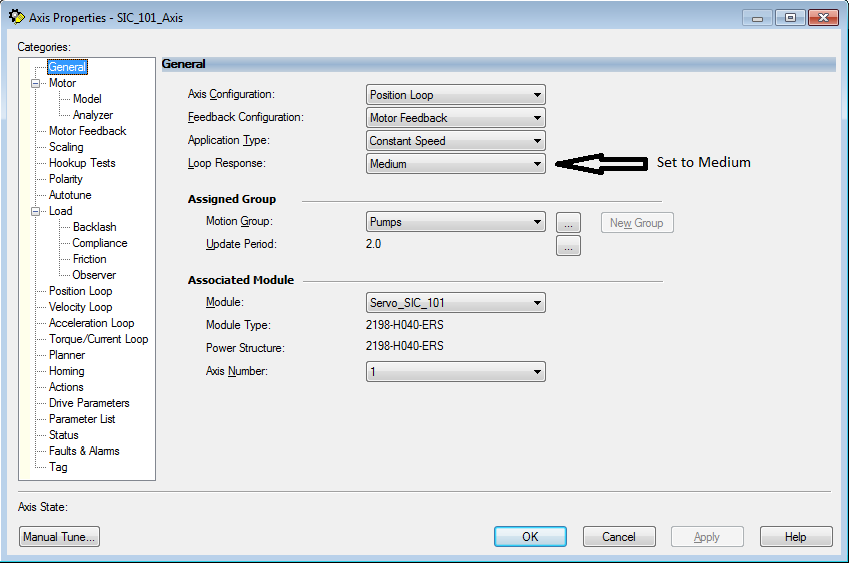 Axis Properties - SIC_101_Axis
Categories:
General
Motor
Model
Analyzer
Motor Feedback
Scaling
Hookup Tests
Polarity
Autotune
Load
Backlash
Compliance
Friction
Observer
Position Loop
Velocity Loop
Acceleration Loop
Torque/Current Loop
Planner
Homing
Actions
Drive Parameters
Parameter List
Status
Faults & Alarms
Tag
General
Axis Configuration: Position Loop
Feedback Configuration: Motor Feedback
Application Type: Constant Speed
Loop Response: Medium Set to Medium
Assigned Group
Motion Group: Pumps ... New Group
Update Period: 2.0 ...
Associated Module
Module: Servo_SIC_101
Module Type: 2198-H040-ERS
Power Structure: 2198-H040-ERS
Axis Number: 1
Axis State:
Manual Tune... OK Cancel Apply Help